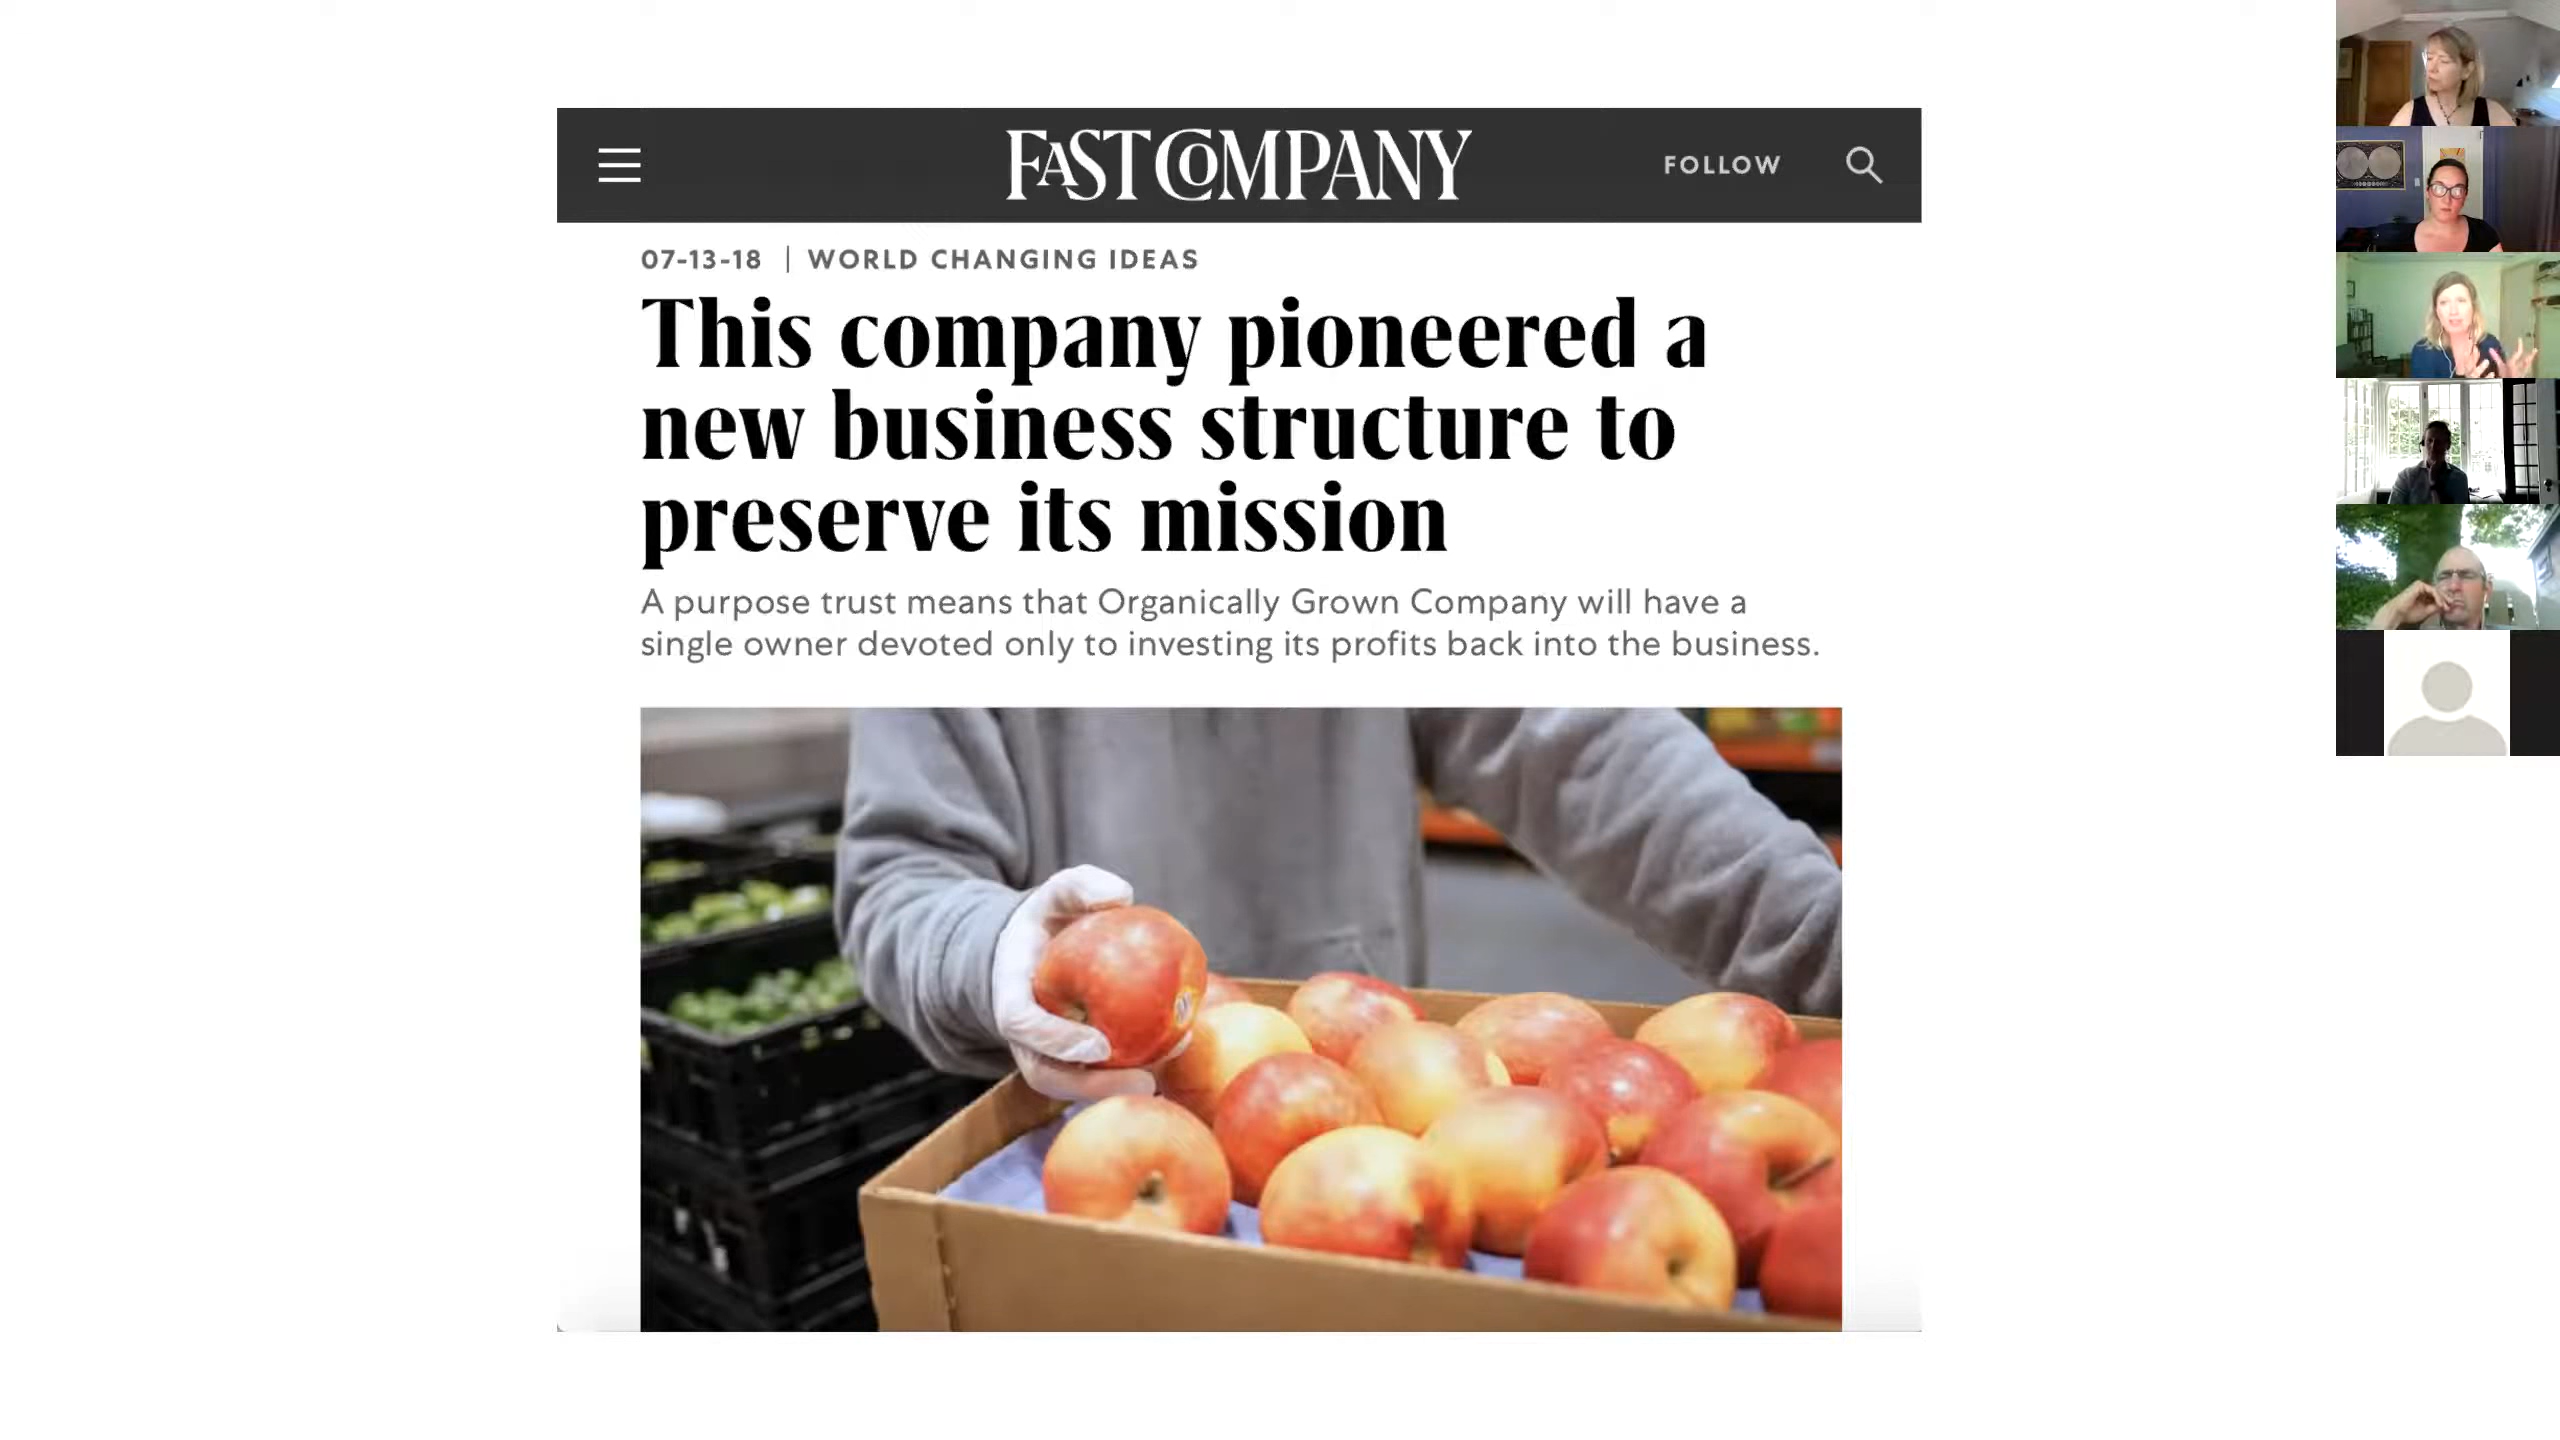 FAST COMPANY
FOLLOW
07-13-18 | WORLD CHANGING IDEAS
This company pioneered a
new business structure to
preserve its mission
A purpose trust means that Organically Grown Company will have a
single owner devoted only to investing its profits back into the business.